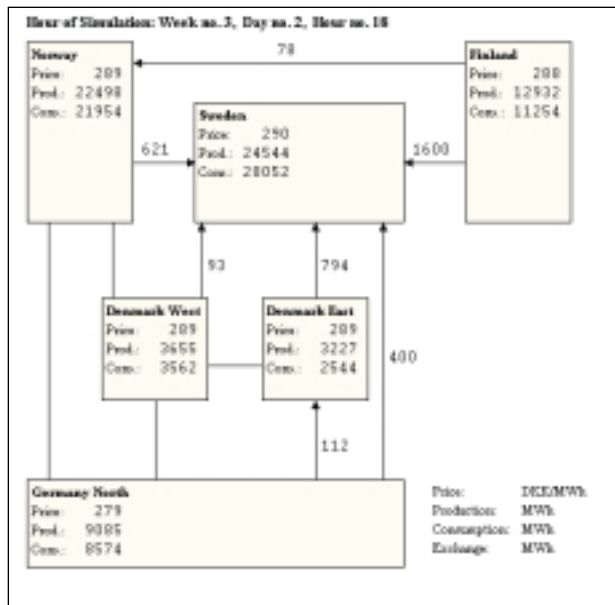 Hour of Simulation: Week no. 3, Day no. 2, Hour no. 18
78
Norway
Price: 289
Prod.: 22498
Cons.: 21954
Finland
Price: 288
Prod.: 12932
Cons.: 11254
Sweden
Price: 290
Prod.: 24544
Cons.: 28052
621
1600
93
794
400
Denmark West
Price: 289
Prod.: 3655
Cons.: 3562
Denmark East
Price: 289
Prod.: 3227
Cons.: 2544
112
Germany North
Price: 279
Prod.: 9085
Cons.: 8574
Price: DKK/MWh
Production: MWh
Consumption: MWh
Exchange: MWh